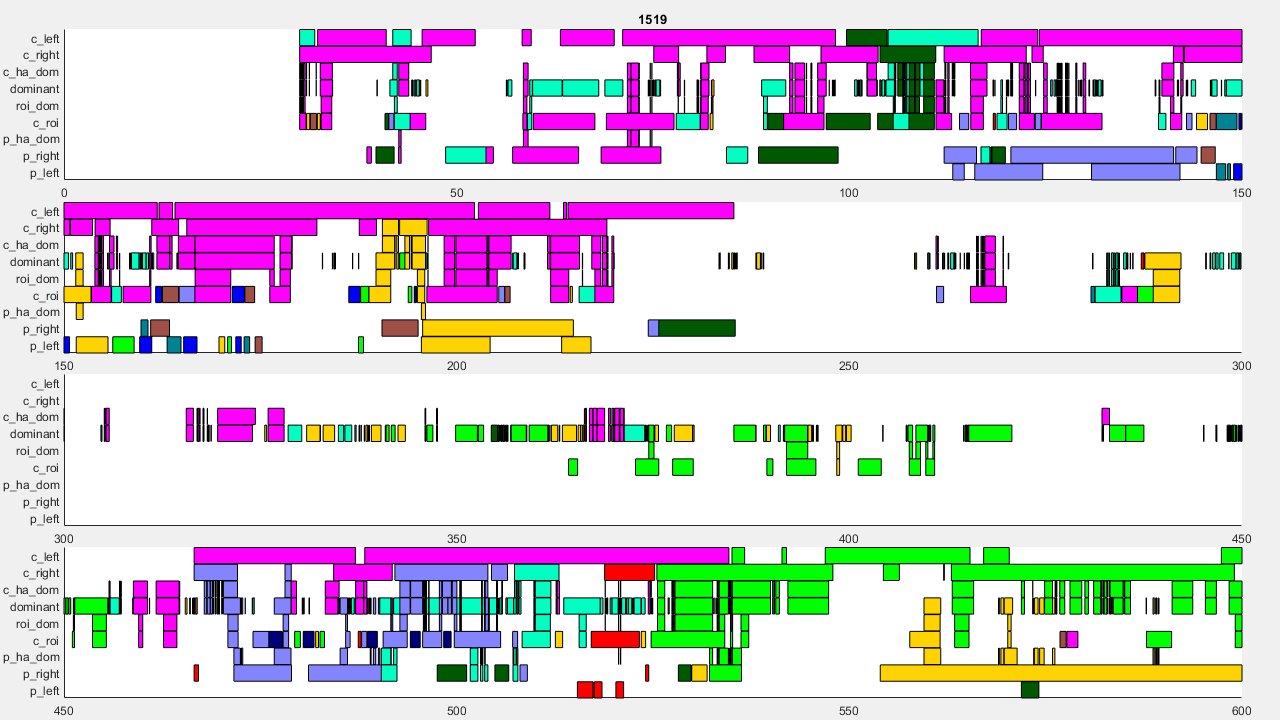 1519
c_left
c_right
c_ha_dom
dominant
roi_dom
c_roi
p_ha_dom
p_right
p_left
0 50 100 150
c_left
c_right
c_ha_dom
dominant
roi_dom
c_roi
p_ha_dom
p_right
p_left
150 200 250 300
c_left
c_right
c_ha_dom
dominant
roi_dom
c_roi
p_ha_dom
p_right
p_left
300 350 400 450
c_left
c_right
c_ha_dom
dominant
roi_dom
c_roi
p_ha_dom
p_right
p_left
450 500 550 600